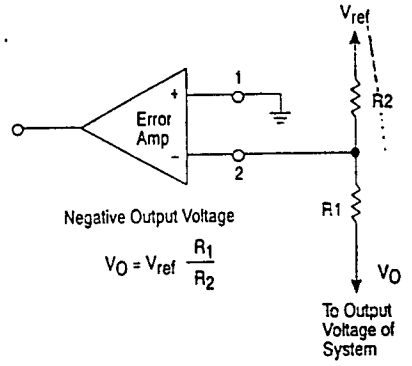 Vref
1
+
R2
Error
Amp
−
2
R1
Negative Output Voltage
VO = Vref R1
R2
VO
To Output
Voltage of
System